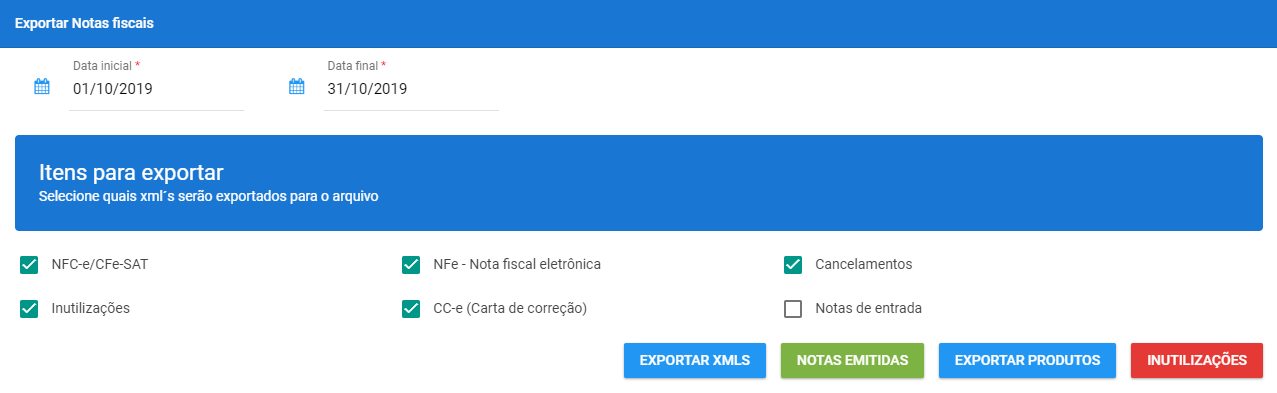 Exportar Notas fiscais
Data inicial *
Data final *
01/10/2019
31/10/2019
Itens para exportar
Selecione quais xml´s serão exportados para o arquivo
NFC-e/CFe-SAT
NFe - Nota fiscal eletrônica
Cancelamentos
Inutilizações
CC-e (Carta de correção)
Notas de entrada
EXPORTAR XMLS
NOTAS EMITIDAS
EXPORTAR PRODUTOS
INUTILIZAÇÕES